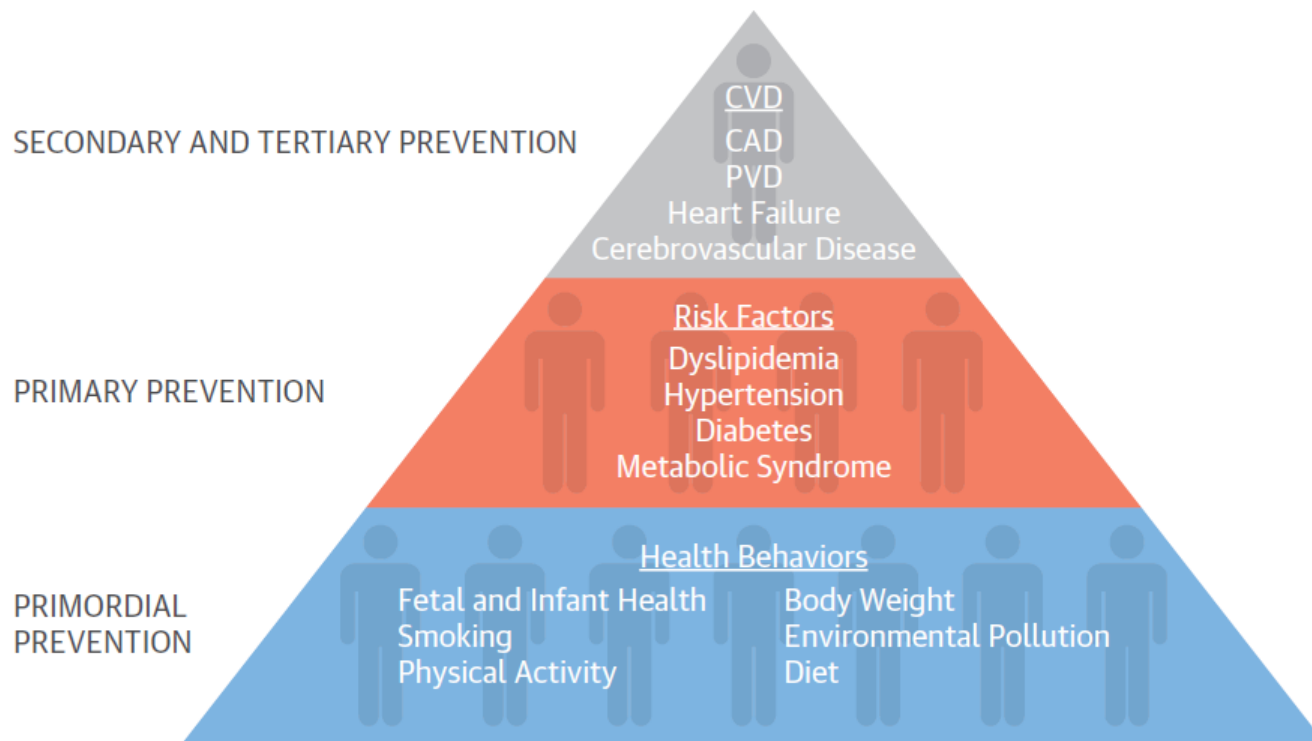 SECONDARY AND TERTIARY PREVENTION
CVD
CAD
PVD
Heart Failure
Cerebrovascular Disease
PRIMARY PREVENTION
Risk Factors
Dyslipidemia
Hypertension
Diabetes
Metabolic Syndrome
PRIMORDIAL
PREVENTION
Health Behaviors
Fetal and Infant Health
Smoking
Physical Activity
Body Weight
Environmental Pollution
Diet